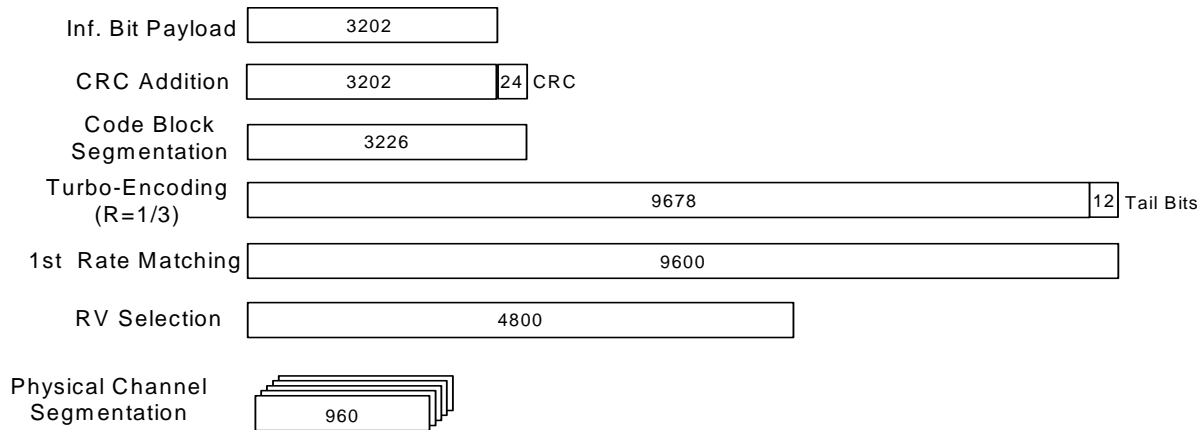 Inf. Bit Payload 3202
CRC Addition 3202 24 CRC
Code Block
Segmentation 3226
Turbo-Encoding
(R=1/3) 9678 12 Tail Bits
1st Rate Matching 9600
RV Selection 4800
Physical Channel
Segmentation 960